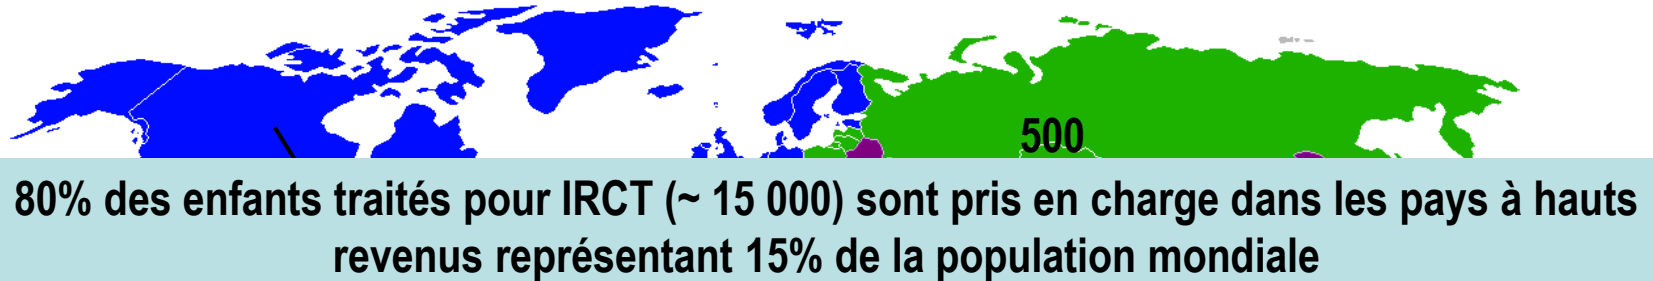 500
80% des enfants traités pour IRCT (~ 15 000) sont pris en charge dans les pays à hauts
revenus représentant 15% de la population mondiale